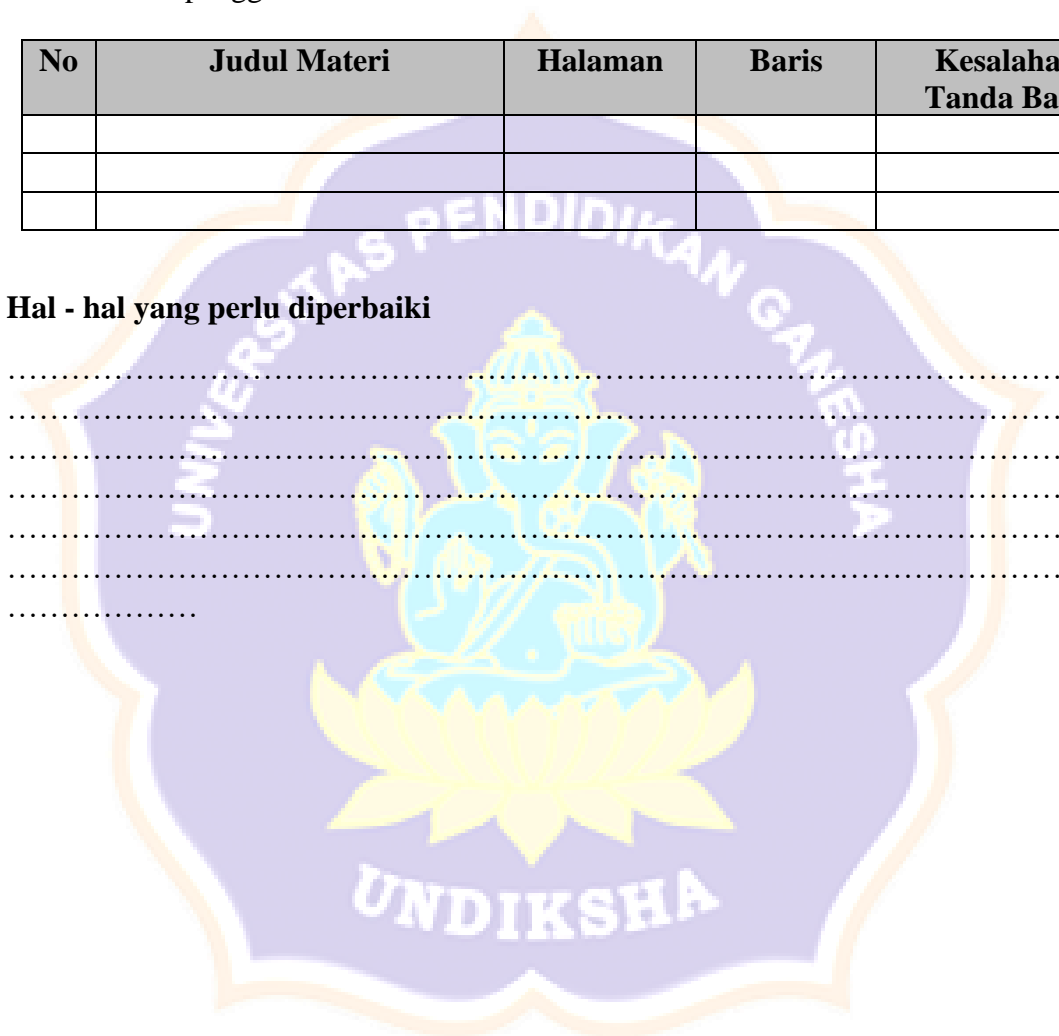 No Judul Materi Halaman Baris Kesalaha
Tanda Ba
Hal - hal yang perlu diperbaiki
………………………………………………………………………………………
………………………………………………………………………………………
………………………………………………………………………………………
………………………………………………………………………………………
………………………………………………………………………………………
………………………………………………………………………………………
………………
UNIVERSITAS PENDIDIKAN GANESHA
UNDIKSHA